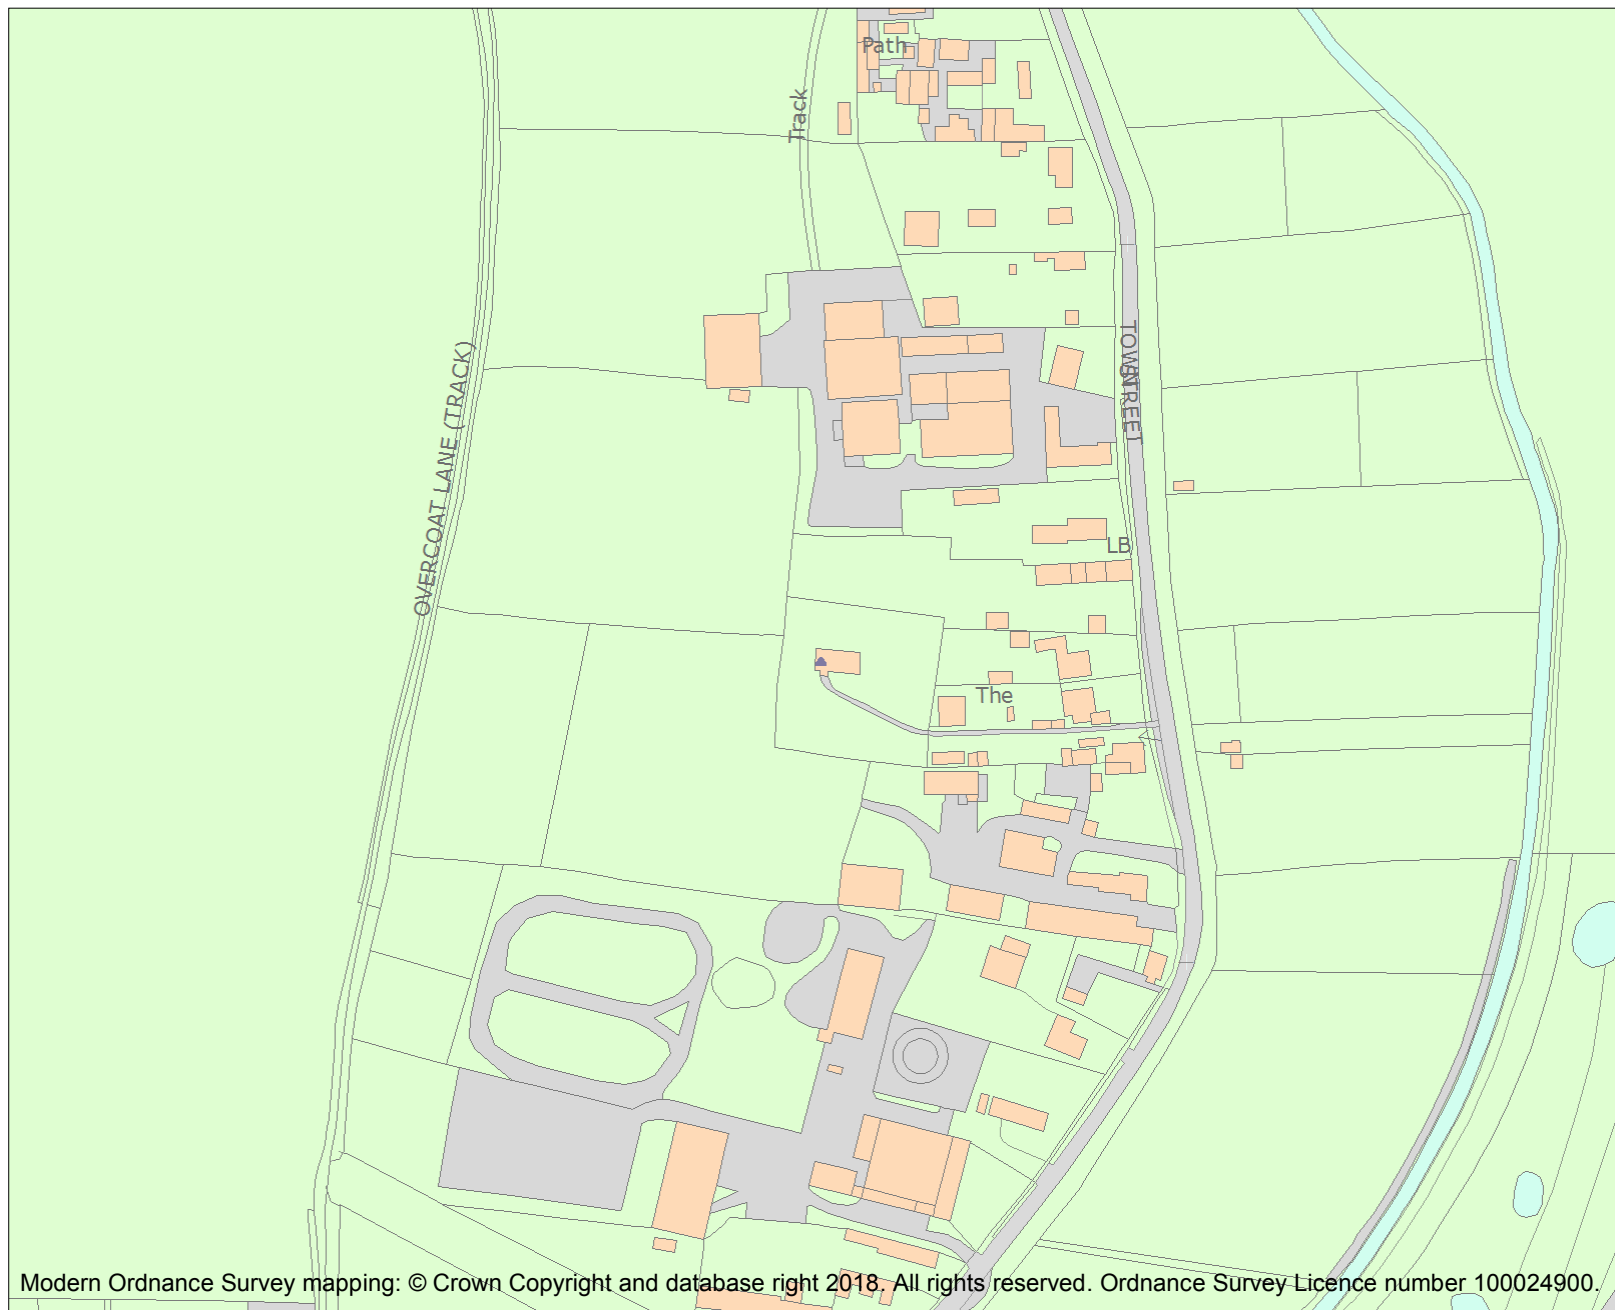 Path
Track
TOWN STREET
OVERCOAT LANE (TRACK)
LB
The
Modern Ordnance Survey mapping: © Crown Copyright and database right 2018. All rights reserved. Ordnance Survey Licence number 100024900.